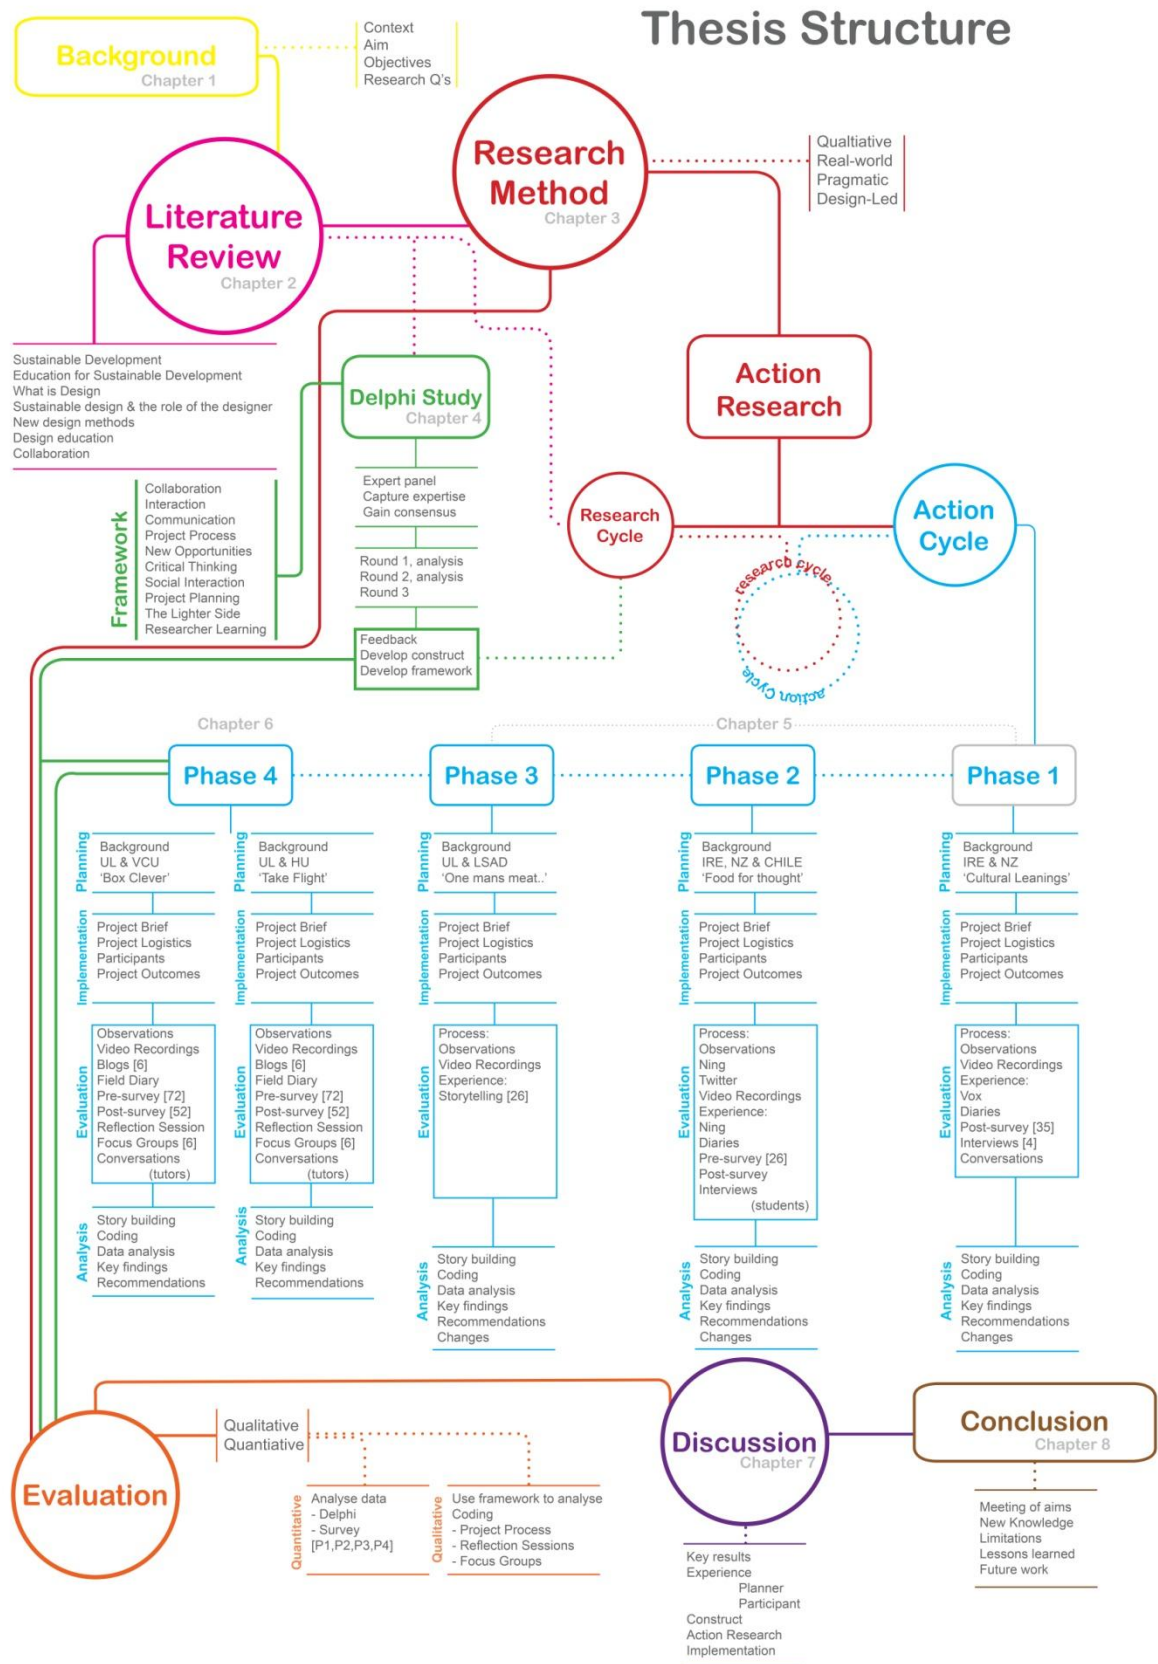 Thesis Structure
Background
Chapter 1
Context
Aim
Objectives
Research Q's
Research
Method
Chapter 3
Qualtiative
Real-world
Pragmatic
Design-Led
Literature
Review
Chapter 2
Sustainable Development
Education for Sustainable Development
What is Design
Sustainable design & the role of the designer
New design methods
Design education
Collaboration
Delphi Study
Chapter 4
Action
Research
Expert panel
Capture expertise
Gain consensus
Round 1, analysis
Round 2, analysis
Round 3
Feedback
Develop construct
Develop framework
Framework
Collaboration
Interaction
Communication
Project Process
New Opportunities
Critical Thinking
Social Interaction
Project Planning
The Lighter Side
Researcher Learning
Research
Cycle
Action
Cycle
research cycle
action Cycle
Chapter 6
Chapter 5
Phase 4
Phase 3
Phase 2
Phase 1
Planning
Background
UL & VCU
'Box Clever'
Implementation
Project Brief
Project Logistics
Participants
Project Outcomes
Evaluation
Observations
Video Recordings
Blogs [6]
Field Diary
Pre-survey [72]
Post-survey [52]
Reflection Session
Focus Groups [6]
Conversations
(tutors)
Analysis
Story building
Coding
Data analysis
Key findings
Recommendations
Planning
Background
UL & HU
'Take Flight'
Implementation
Project Brief
Project Logistics
Participants
Project Outcomes
Evaluation
Observations
Video Recordings
Blogs [6]
Field Diary
Pre-survey [72]
Post-survey [52]
Reflection Session
Focus Groups [6]
Conversations
(tutors)
Analysis
Story building
Coding
Data analysis
Key findings
Recommendations
Planning
Background
UL & LSAD
'One mans meat..'
Implementation
Project Brief
Project Logistics
Participants
Project Outcomes
Evaluation
Process:
Observations
Video Recordings
Experience:
Storytelling [26]
Analysis
Story building
Coding
Data analysis
Key findings
Recommendations
Changes
Planning
Background
IRE, NZ & CHILE
'Food for thought'
Implementation
Project Brief
Project Logistics
Participants
Project Outcomes
Evaluation
Process:
Observations
Ning
Twitter
Video Recordings
Experience:
Ning
Diaries
Pre-survey [26]
Post-survey
Interviews
(students)
Analysis
Story building
Coding
Data analysis
Key findings
Recommendations
Changes
Planning
Background
IRE & NZ
'Cultural Leanings'
Implementation
Project Brief
Project Logistics
Participants
Project Outcomes
Evaluation
Process:
Observations
Video Recordings
Experience:
Vox
Diaries
Post-survey [35]
Interviews [4]
Conversations
Analysis
Story building
Coding
Data analysis
Key findings
Recommendations
Changes
Evaluation
Qualitative
Quantiative
Quantitative
Analyse data
- Delphi
- Survey
[P1,P2,P3,P4]
Qualitative
Use framework to analyse
Coding
- Project Process
- Reflection Sessions
- Focus Groups
Discussion
Chapter 7
Key results
Experience
Planner
Participant
Construct
Action Research
Implementation
Conclusion
Chapter 8
Meeting of aims
New Knowledge
Limitations
Lessons learned
Future work